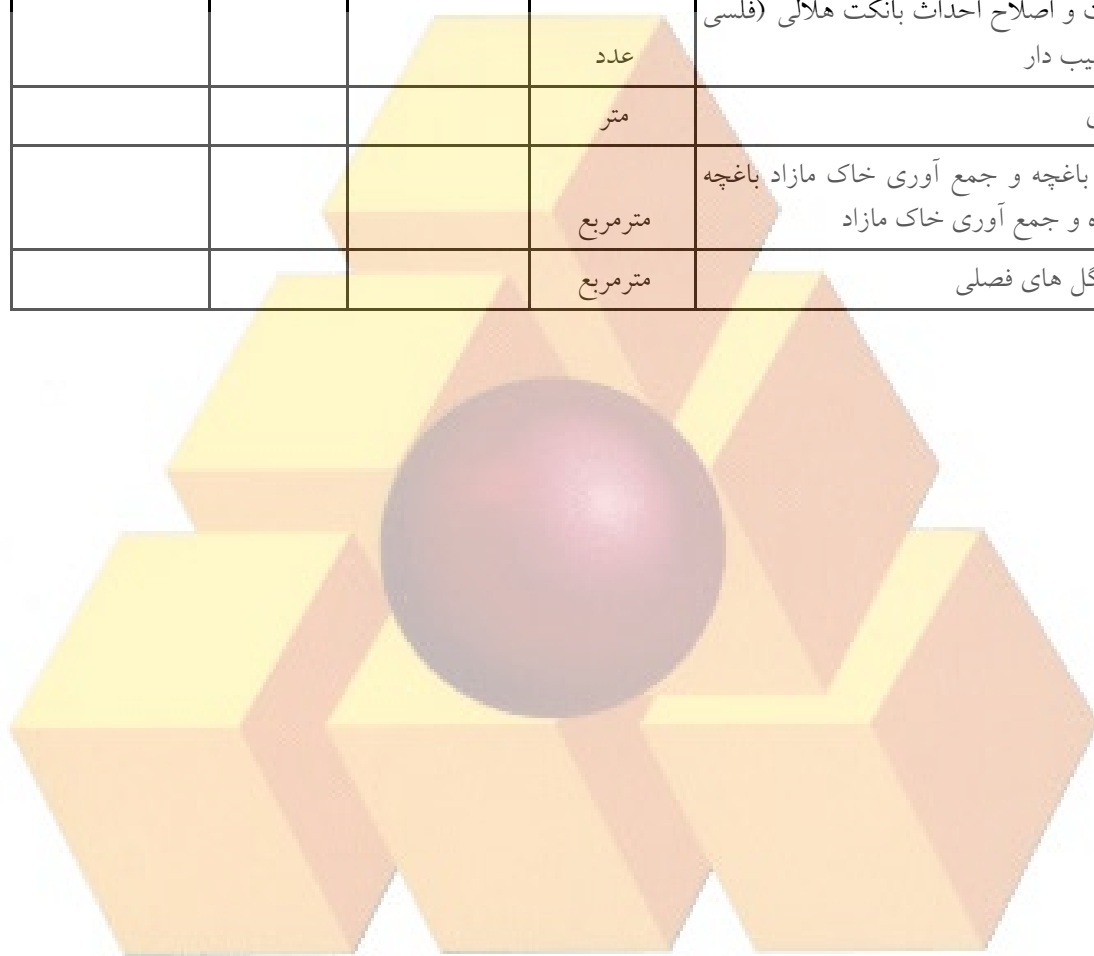 و اصلاح احداث بانکت هلالی (فلسی
دار عدد
متر
باغچه و جمع آوری خاک مازاد باغچه
و جمع آوری خاک مازاد مترمربع
گل های فصلی مترمربع